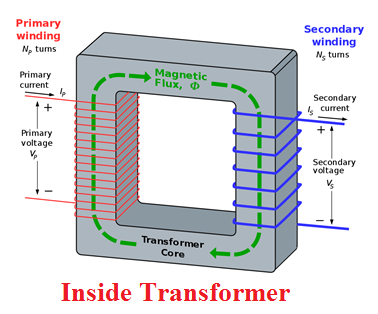 Primary
winding
Nₚ turns
Primary
current
Iₚ
+
Primary
voltage
Vₚ
−
Magnetic
Flux, Φ
Transformer
Core
Secondary
winding
Nₛ turns
Secondary
current
Iₛ
+
Secondary
voltage
Vₛ
−
Inside Transformer